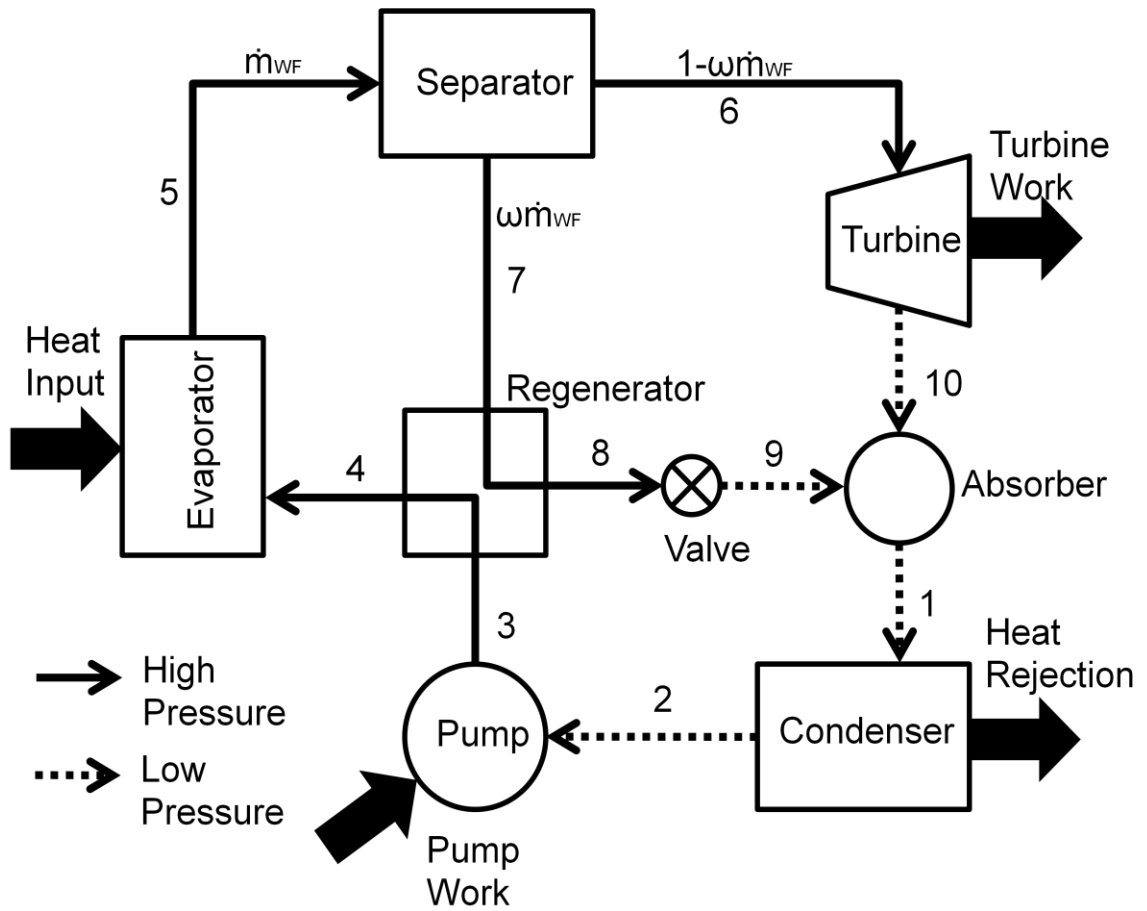 ṁWF
Separator
1-ωṁWF
6
Turbine
Work
5
ωṁWF
Turbine
7
Heat
Input
Evaporator
Regenerator
10
4
8
9
Absorber
Valve
3
1
Heat
Rejection
High
Pressure
Pump
2
Condenser
Low
Pressure
Pump
Work